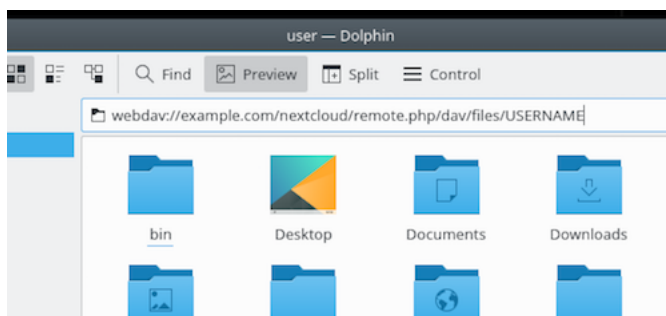 user — Dolphin
Find Preview Split Control
webdav://example.com/nextcloud/remote.php/dav/files/USERNAME
bin Desktop Documents Downloads